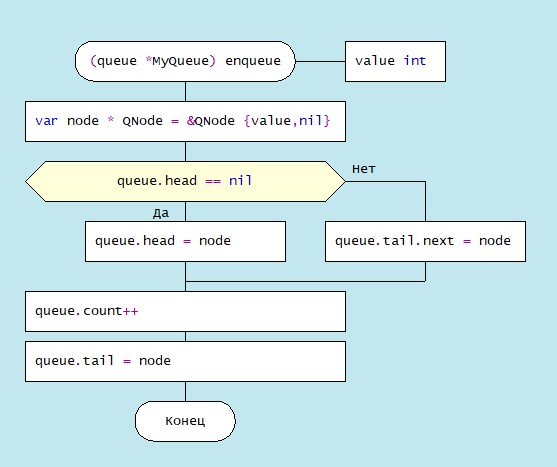 (queue *MyQueue) enqueue
value int
var node * QNode = &QNode {value,nil}
queue.head == nil
Нет
Да
queue.head = node
queue.tail.next = node
queue.count++
queue.tail = node
Конец